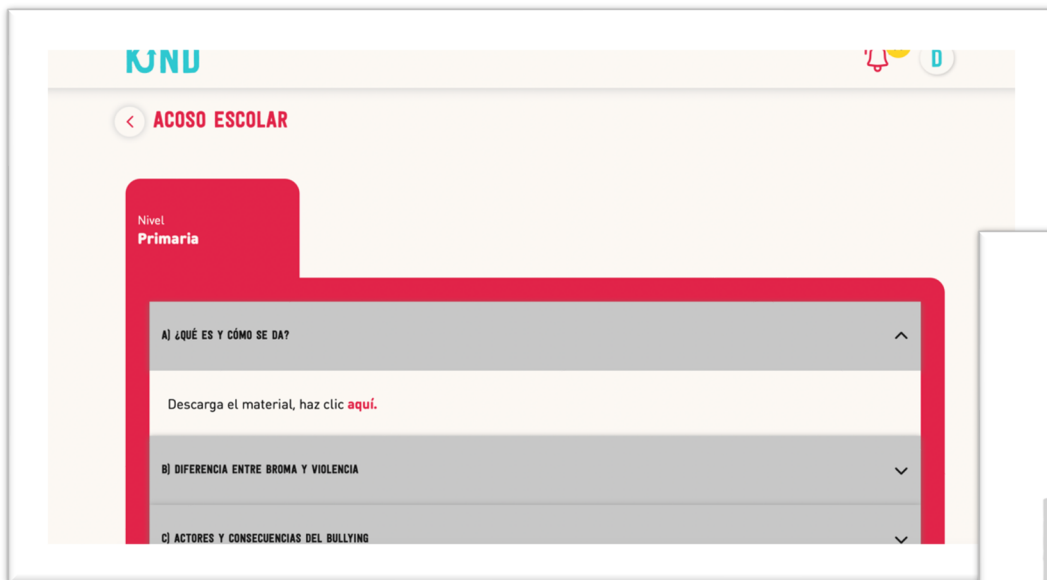 KIND
D
ACOSO ESCOLAR
Nivel
Primaria
A) ¿QUÉ ES Y CÓMO SE DA?
Descarga el material, haz clic aquí.
B) DIFERENCIA ENTRE BROMA Y VIOLENCIA
C) ACTORES Y CONSECUENCIAS DEL BULLYING